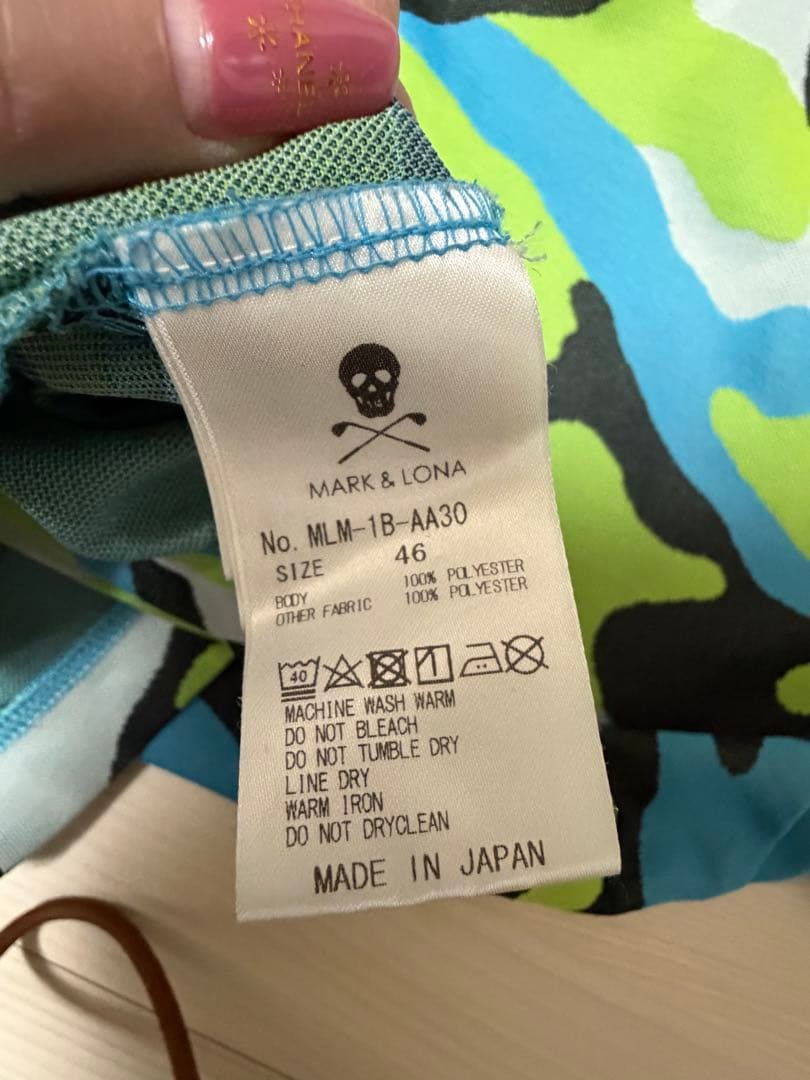 CHANEL
MARK & LONA
No. MLM-1B-AA30
SIZE 46
BODY 100% POLYESTER
OTHER FABRIC 100% POLYESTER
40
MACHINE WASH WARM
DO NOT BLEACH
DO NOT TUMBLE DRY
LINE DRY
WARM IRON
DO NOT DRYCLEAN
MADE IN JAPAN